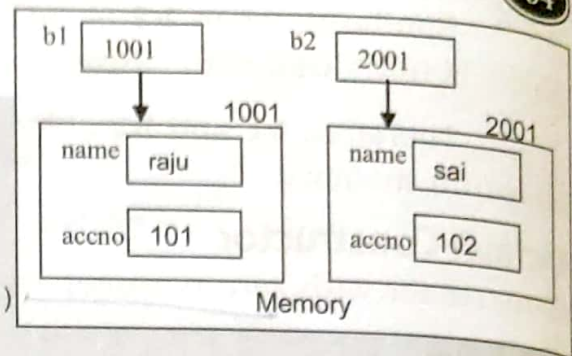 b1 1001 b2 2001
1001 2001
name raju name sai
accno 101 accno 102
) Memory